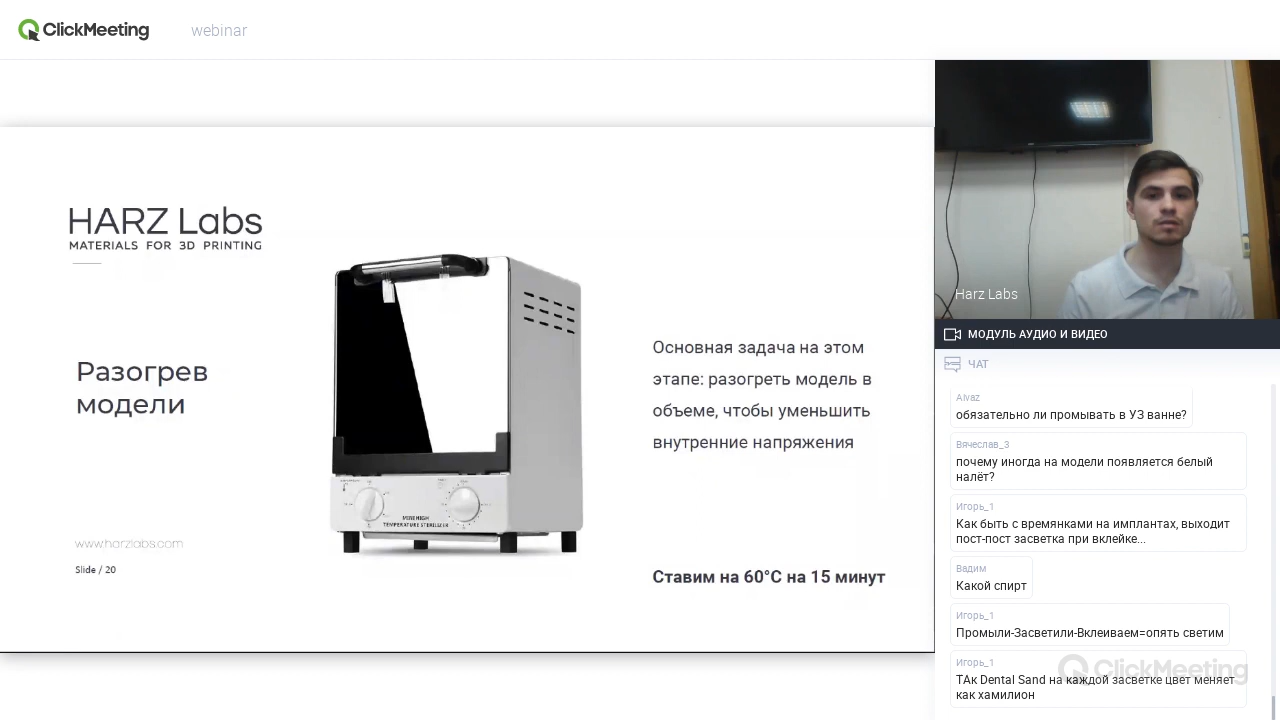 ClickMeeting
webinar
HARZ Labs
MATERIALS FOR 3D PRINTING
Разогрев
модели
www.harzlabs.com
Slide / 20
MINI HIGH
TEMPERATURE STERILIZER
Основная задача на этом
этапе: разогреть модель в
объеме, чтобы уменьшить
внутренние напряжения
Ставим на 60°C на 15 минут
Harz Labs
МОДУЛЬ АУДИО И ВИДЕО
ЧАТ
Aivaz
обязательно ли промывать в УЗ ванне?
Вячеслав_3
почему иногда на модели появляется белый
налёт?
Игорь_1
Как быть с времянками на имплантах, выходит
пост-пост засветка при вклейке...
Вадим
Какой спирт
Игорь_1
Промыли-Засветили-Вклеиваем=опять светим
Игорь_1
ТАк Dental Sand на каждой засветке цвет меняет
как хамилион
ClickMeeting